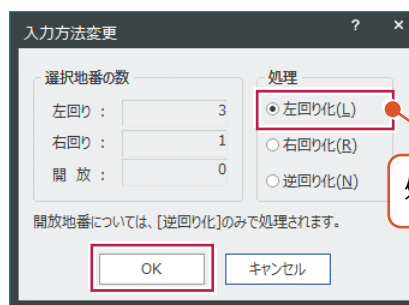 入力方法変更 ? ×
選択地番の数
左回り : 3
右回り : 1
開 放 : 0
処理
左回り化(L)
右回り化(R)
逆回り化(N)
開放地番については、[逆回り化]のみで処理されます。
OK キャンセル